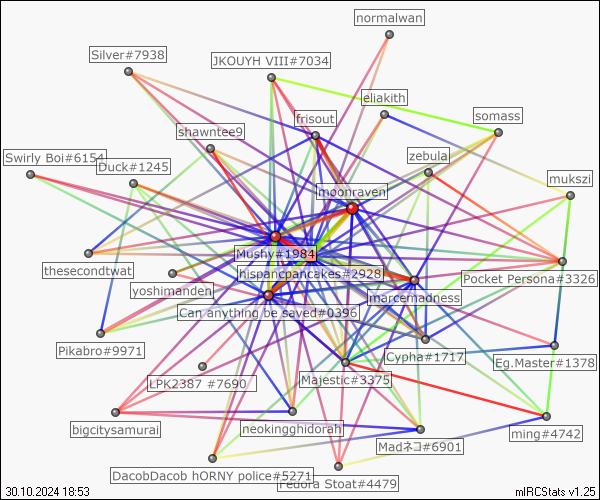 normalwan
Silver#7938
JKOUYH VIII#7034
eliakith
frisout
somass
shawntee9
zebula
Swirly Boi#6154
Duck#1245
mukszi
moonraven
Mushy#1984
hispancpancakes#2928
thesecondtwat
Pocket Persona#3326
yoshimanden
marcemadness
Can anything be saved#0396
Pikabro#9971
Cypha#1717
Eg.Master#1378
LPK2387 #7690
Majestic#3375
bigcitysamurai
neokingghidorah
ming#4742
Madネコ#6901
DacobDacob hORNY police#5271
Fedora Stoat#4479
30.10.2024 18:53
mIRCStats v1.25